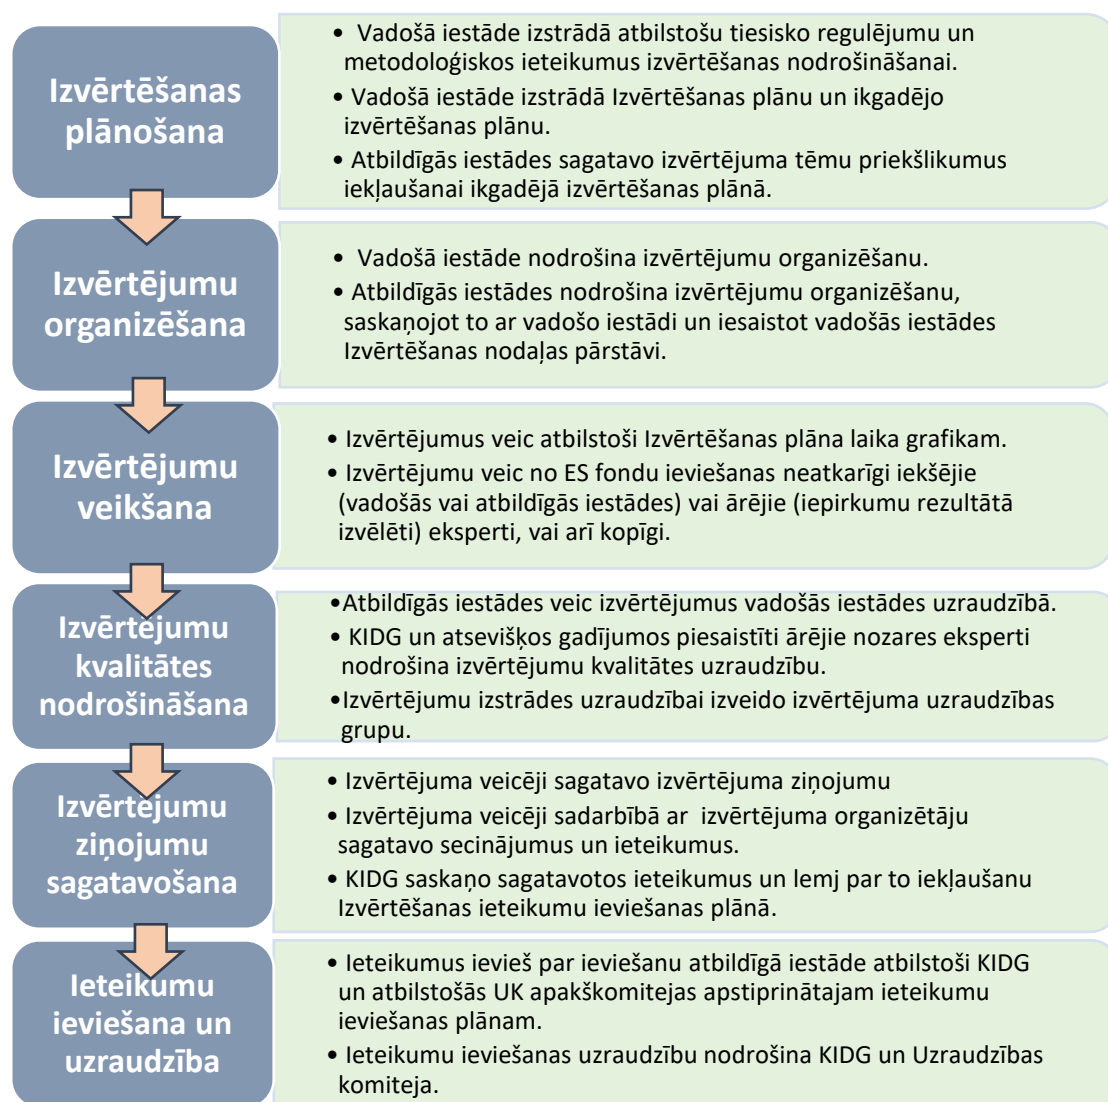 Izvērtēšanas
plānošana
• Vadošā iestāde izstrādā atbilstošu tiesisko regulējumu un
metodoloģiskos ieteikumus izvērtēšanas nodrošināšanai.
• Vadošā iestāde izstrādā Izvērtēšanas plānu un ikgadējo
izvērtēšanas plānu.
• Atbildīgās iestādes sagatavo izvērtējuma tēmu priekšlikumus
iekļaušanai ikgadējā izvērtēšanas plānā.
Izvērtējumu
organizēšana
• Vadošā iestāde nodrošina izvērtējumu organizēšanu.
• Atbildīgās iestādes nodrošina izvērtējumu organizēšanu,
saskaņojot to ar vadošo iestādi un iesaistot vadošās iestādes
Izvērtēšanas nodaļas pārstāvi.
Izvērtējumu
veikšana
• Izvērtējumus veic atbilstoši Izvērtēšanas plāna laika grafikam.
• Izvērtējumu veic no ES fondu ieviešanas neatkarīgi iekšējie
(vadošās vai atbildīgās iestādes) vai ārējie (iepirkumu rezultātā
izvēlēti) eksperti, vai arī kopīgi.
Izvērtējumu
kvalitātes
nodrošināšana
•Atbildīgās iestādes veic izvērtējumus vadošās iestādes uzraudzībā.
• KIDG un atsevišķos gadījumos piesaistīti ārējie nozares eksperti
nodrošina izvērtējumu kvalitātes uzraudzību.
•Izvērtējumu izstrādes uzraudzībai izveido izvērtējuma uzraudzības
grupu.
Izvērtējumu
ziņojumu
sagatavošana
• Izvērtējuma veicēji sagatavo izvērtējuma ziņojumu
• Izvērtējuma veicēji sadarbībā ar izvērtējuma organizētāju
sagatavo secinājumus un ieteikumus.
• KIDG saskaņo sagatavotos ieteikumus un lemj par to iekļaušanu
Izvērtēšanas ieteikumu ieviešanas plānā.
Ieteikumu
ieviešana un
uzraudzība
• Ieteikumus ievieš par ieviešanu atbildīgā iestāde atbilstoši KIDG
un atbilstošās UK apakškomitejas apstiprinātajam ieteikumu
ieviešanas plānam.
• Ieteikumu ieviešanas uzraudzību nodrošina KIDG un Uzraudzības
komiteja.